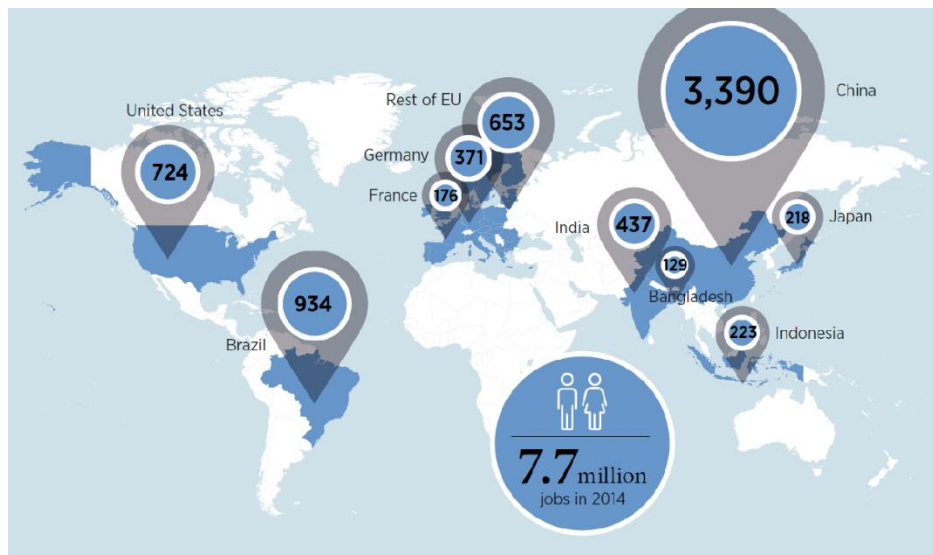 United States
724
Brazil
934
Rest of EU
653
Germany
371
France
176
3,390
China
India
437
129
Bangladesh
218
Japan
223
Indonesia
7.7 million
jobs in 2014